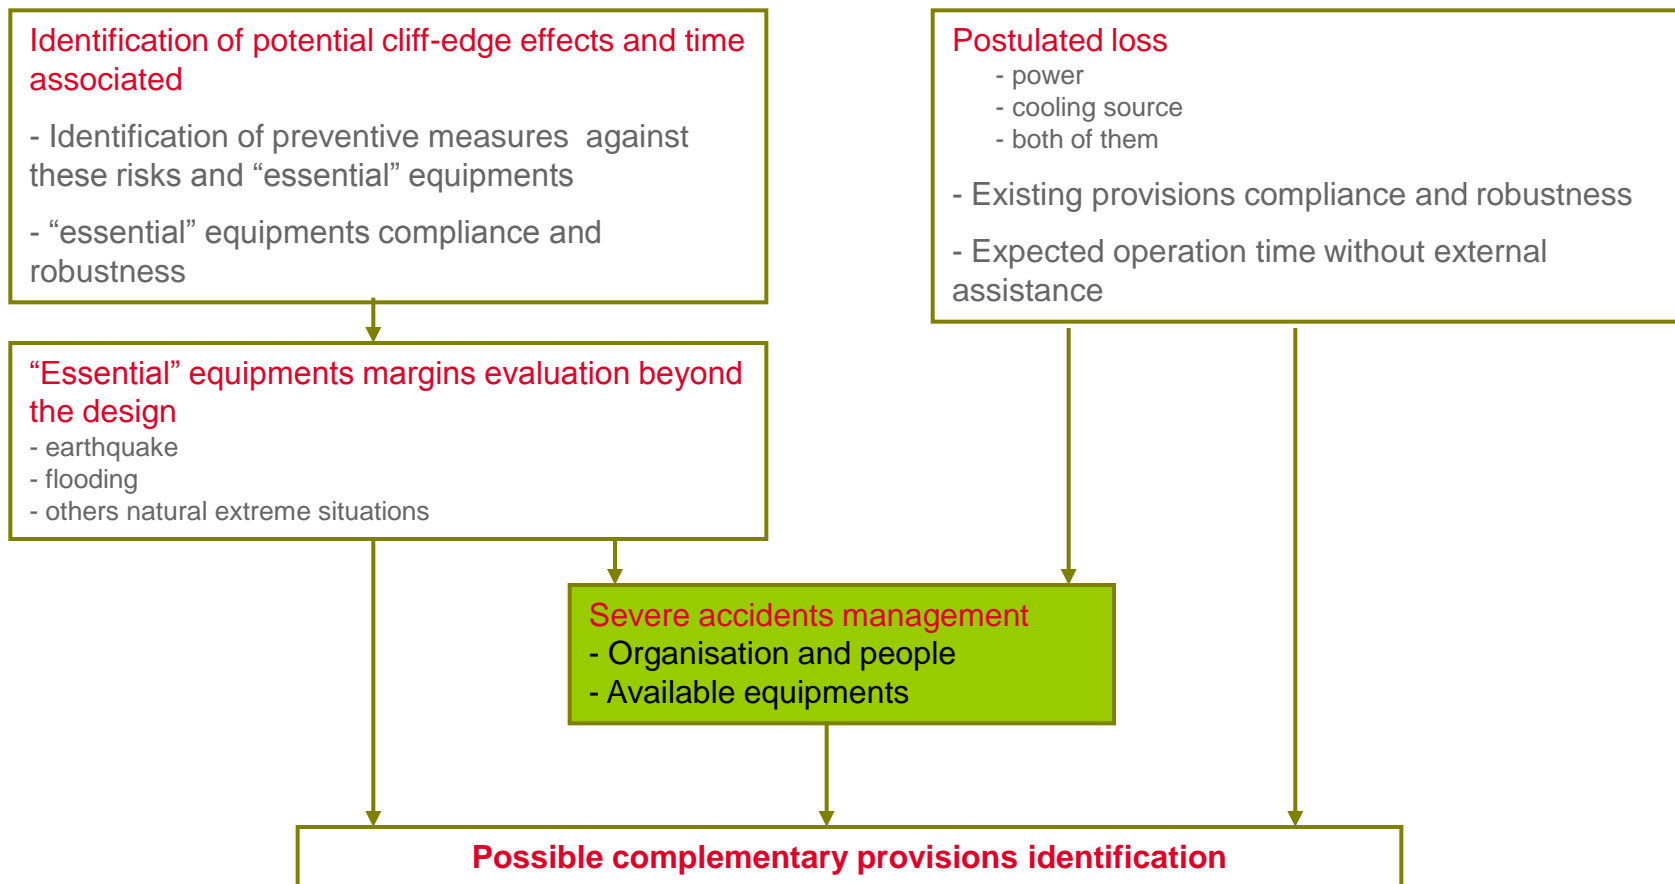 Identification of potential cliff-edge effects and time
associated
- Identification of preventive measures against
these risks and “essential” equipments
- “essential” equipments compliance and
robustness
Postulated loss
- power
- cooling source
- both of them
- Existing provisions compliance and robustness
- Expected operation time without external
assistance
“Essential” equipments margins evaluation beyond
the design
- earthquake
- flooding
- others natural extreme situations
Severe accidents management
- Organisation and people
- Available equipments
Possible complementary provisions identification